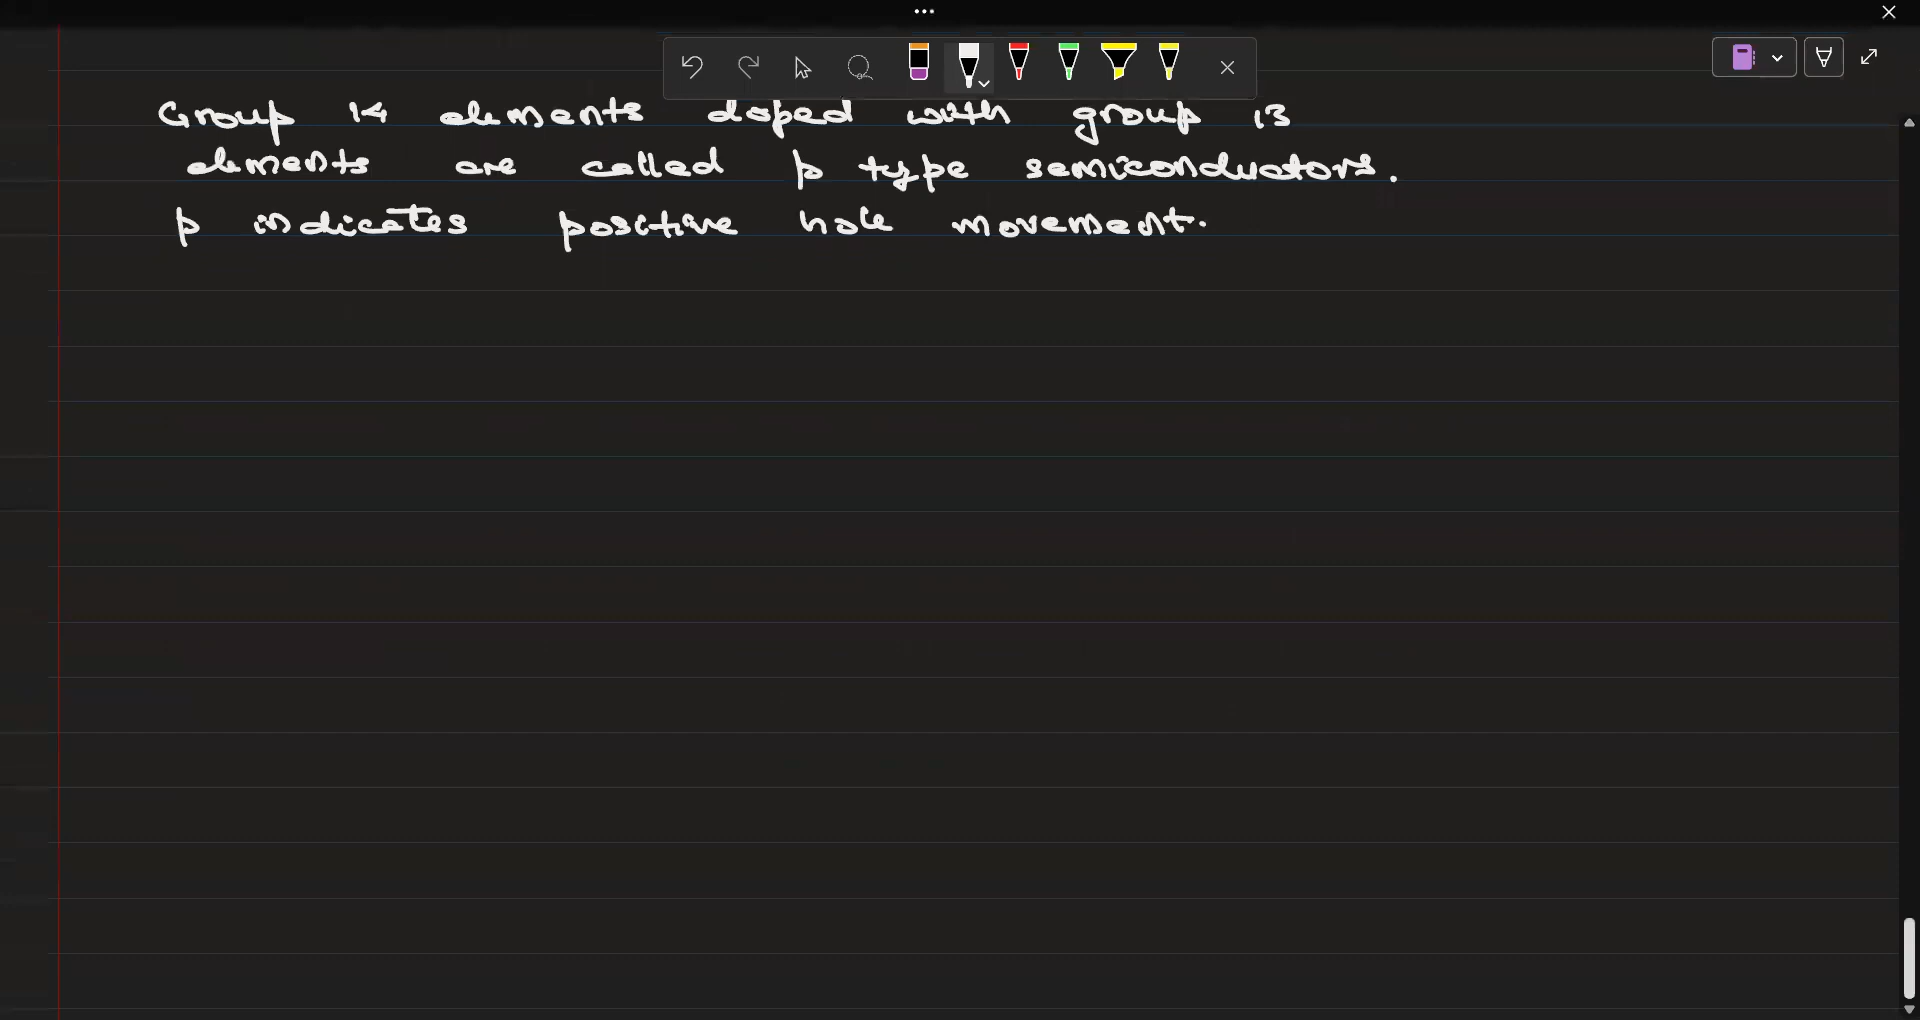 Group 14 elements doped with group 13
elements are called p type semiconductors.
p indicates positive hole movement.